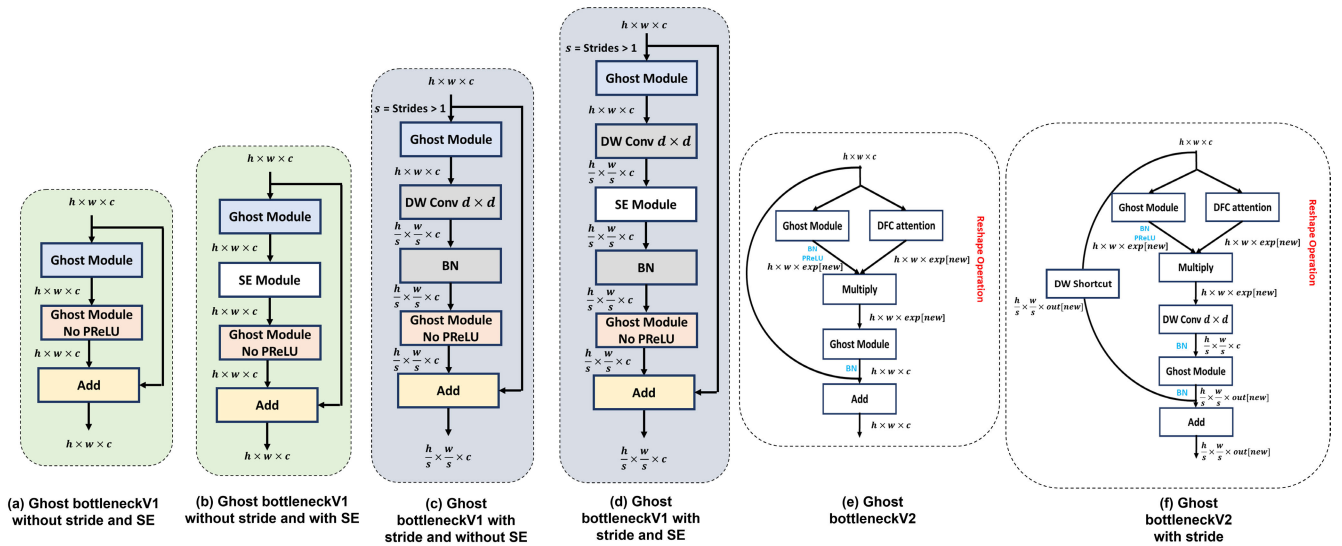 h × w × c
Ghost Module
h × w × c
Ghost Module
No PReLU
h × w × c
Add
h × w × c
(a) Ghost bottleneckV1
without stride and SE
h × w × c
Ghost Module
h × w × c
SE Module
h × w × c
Ghost Module
No PReLU
h × w × c
Add
h × w × c
(b) Ghost bottleneckV1
without stride and with SE
h × w × c
s = Strides > 1
Ghost Module
h × w × c
DW Conv d × d
h/s × w/s × c
BN
h/s × w/s × c
Ghost Module
No PReLU
h/s × w/s × c
Add
h/s × w/s × c
(c) Ghost
bottleneckV1 with
stride and without SE
h × w × c
s = Strides > 1
Ghost Module
h × w × c
DW Conv d × d
h/s × w/s × c
SE Module
h/s × w/s × c
BN
h/s × w/s × c
Ghost Module
No PReLU
h/s × w/s × c
Add
h/s × w/s × c
(d) Ghost
bottleneckV1 with
stride and SE
h × w × c
Ghost Module
DFC attention
BN
PReLU
h × w × exp[new]
h × w × exp[new]
Multiply
h × w × exp[new]
Ghost Module
BN
h × w × c
Add
h × w × c
Reshape Operation
(e) Ghost
bottleneckV2
h × w × c
Ghost Module
DFC attention
BN
PReLU
h × w × exp[new]
h × w × exp[new]
Multiply
DW Shortcut
h × w × exp[new]
h/s × w/s × out[new]
DW Conv d × d
BN
h/s × w/s × c
Ghost Module
BN
h/s × w/s × out[new]
Add
h/s × w/s × out[new]
Reshape Operation
(f) Ghost
bottleneckV2
with stride